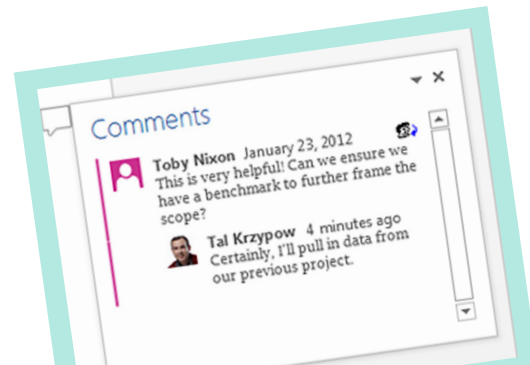 Comments
Toby Nixon January 23, 2012
This is very helpful! Can we ensure we
have a benchmark to further frame the
scope?
Tal Krzypow 4 minutes ago
Certainly, I'll pull in data from
our previous project.